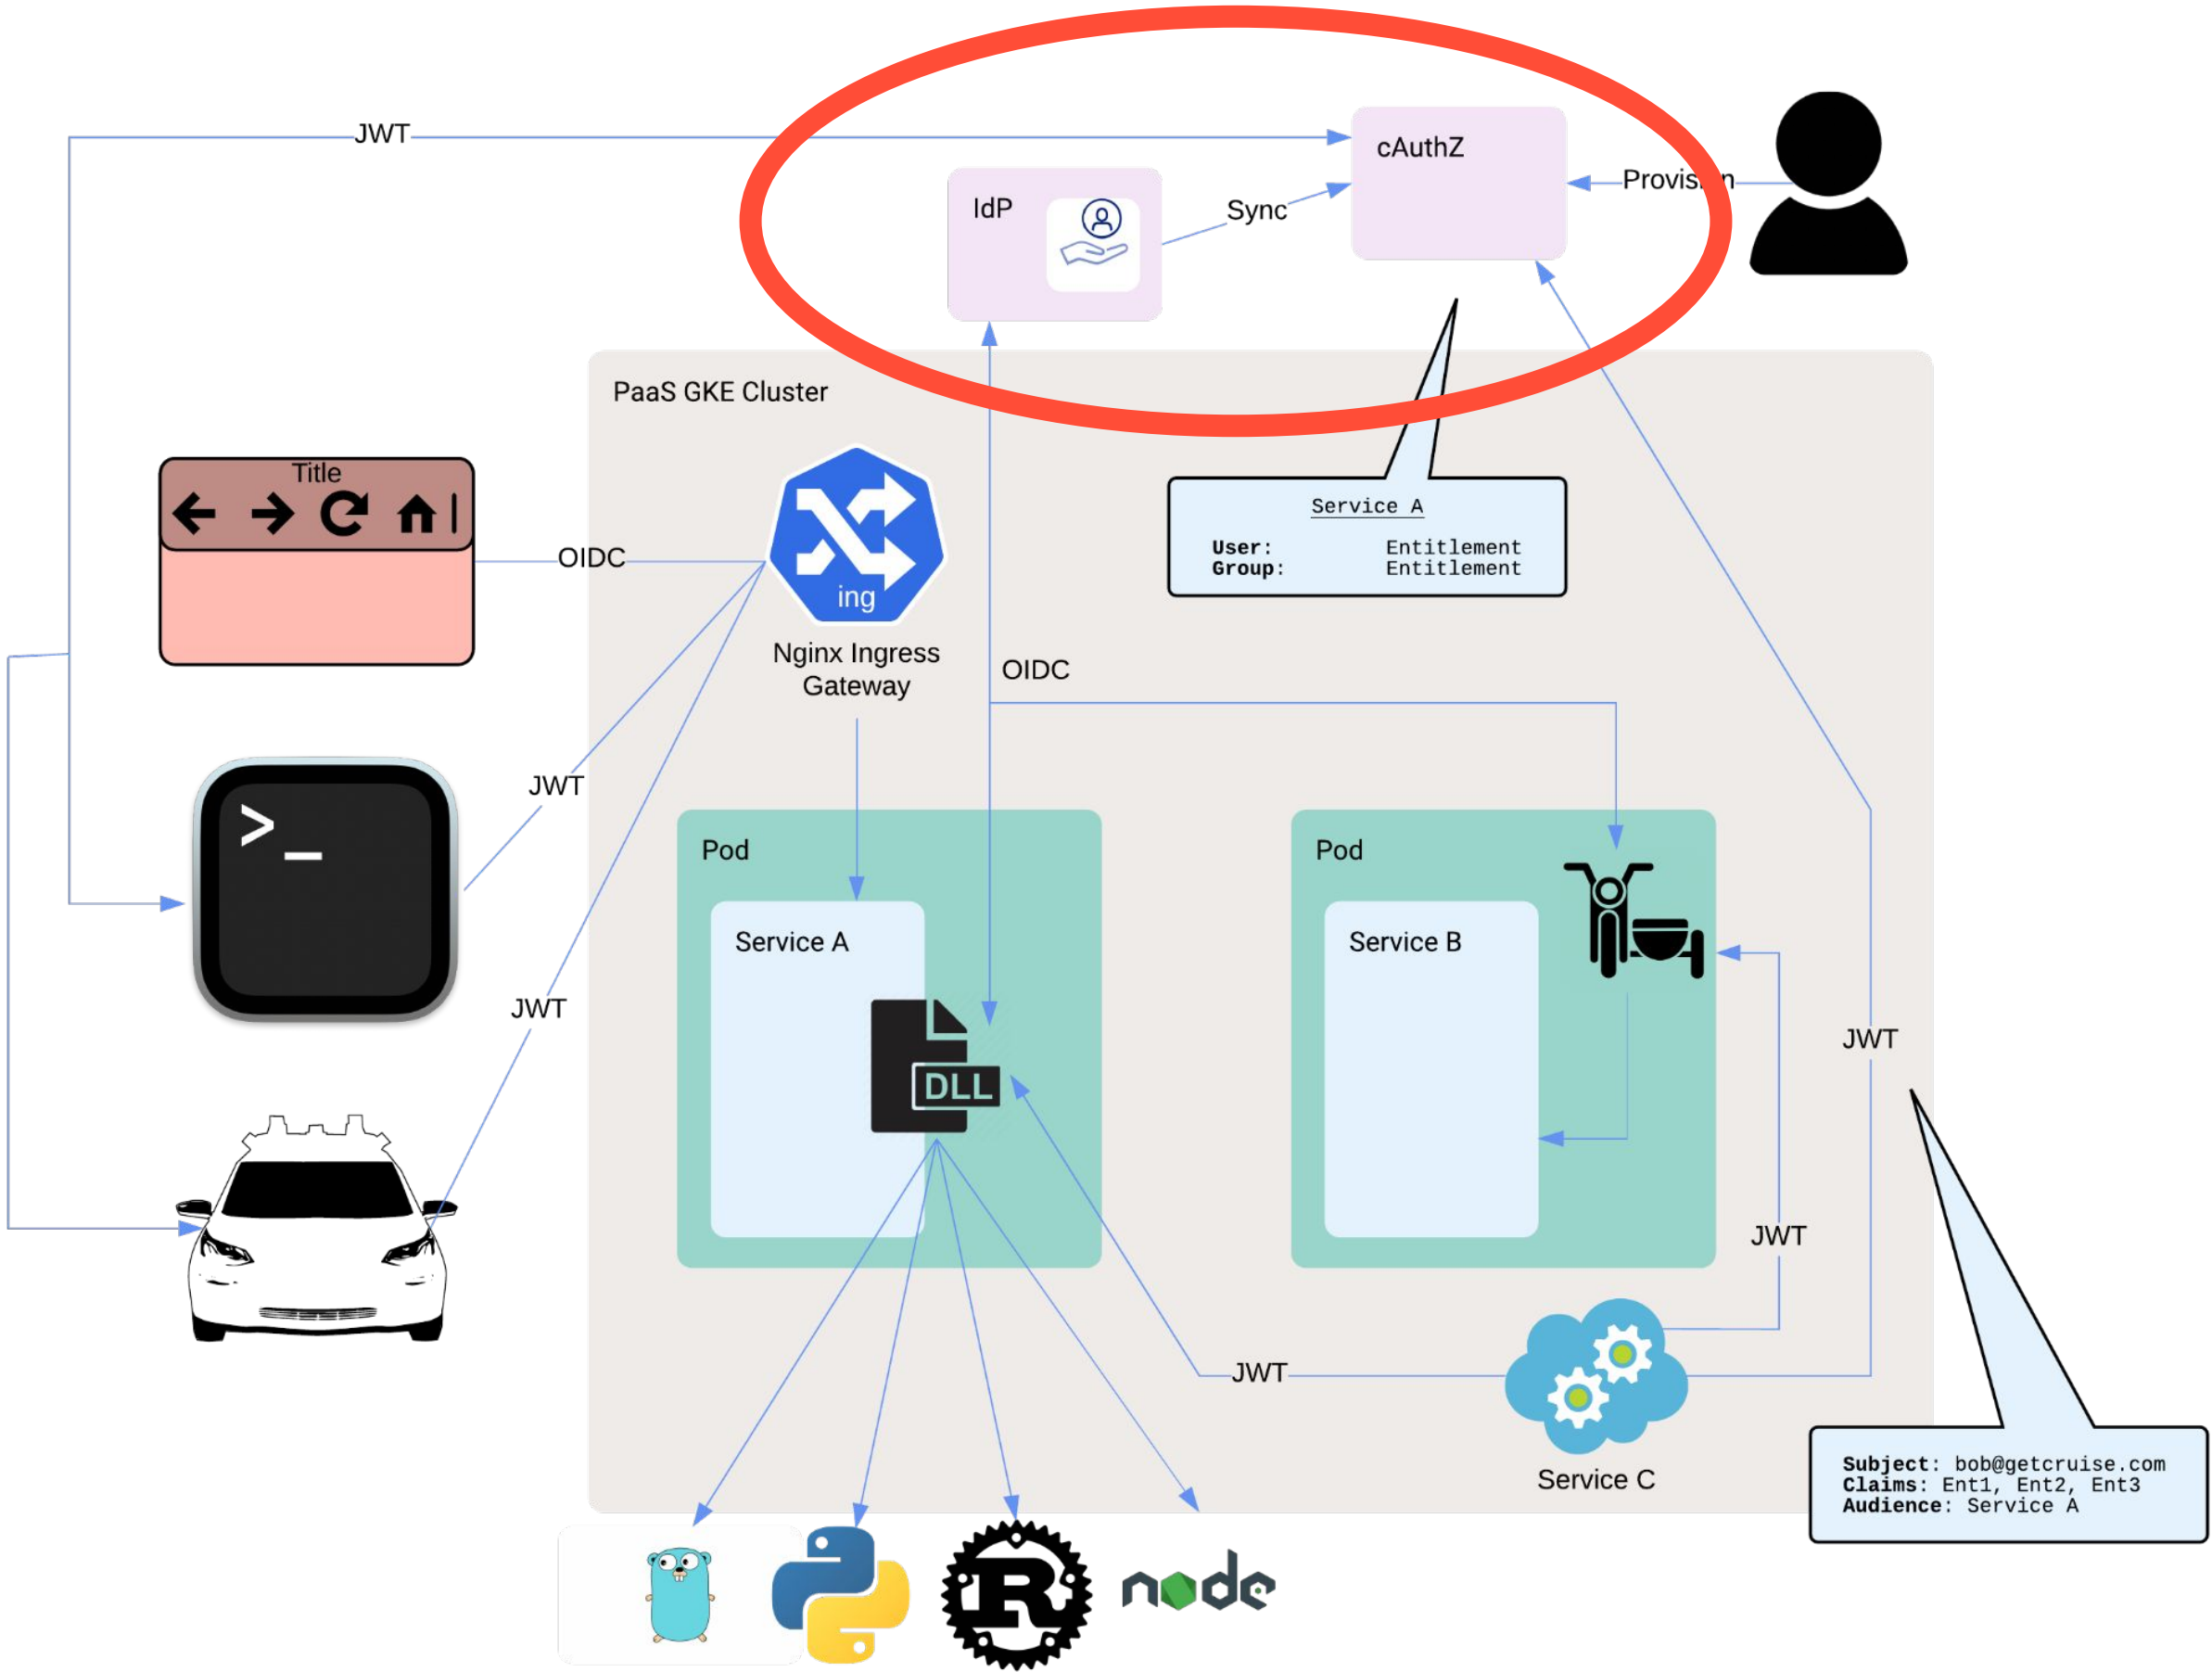 JWT
cAuthZ
Provision
IdP
Sync
PaaS GKE Cluster
Title
OIDC
ing
Nginx Ingress
Gateway
Service A
User: Entitlement
Group: Entitlement
OIDC
JWT
>_
JWT
Pod
Service A
DLL
Pod
Service B
JWT
JWT
JWT
Service C
Subject: bob@getcruise.com
Claims: Ent1, Ent2, Ent3
Audience: Service A
R
node